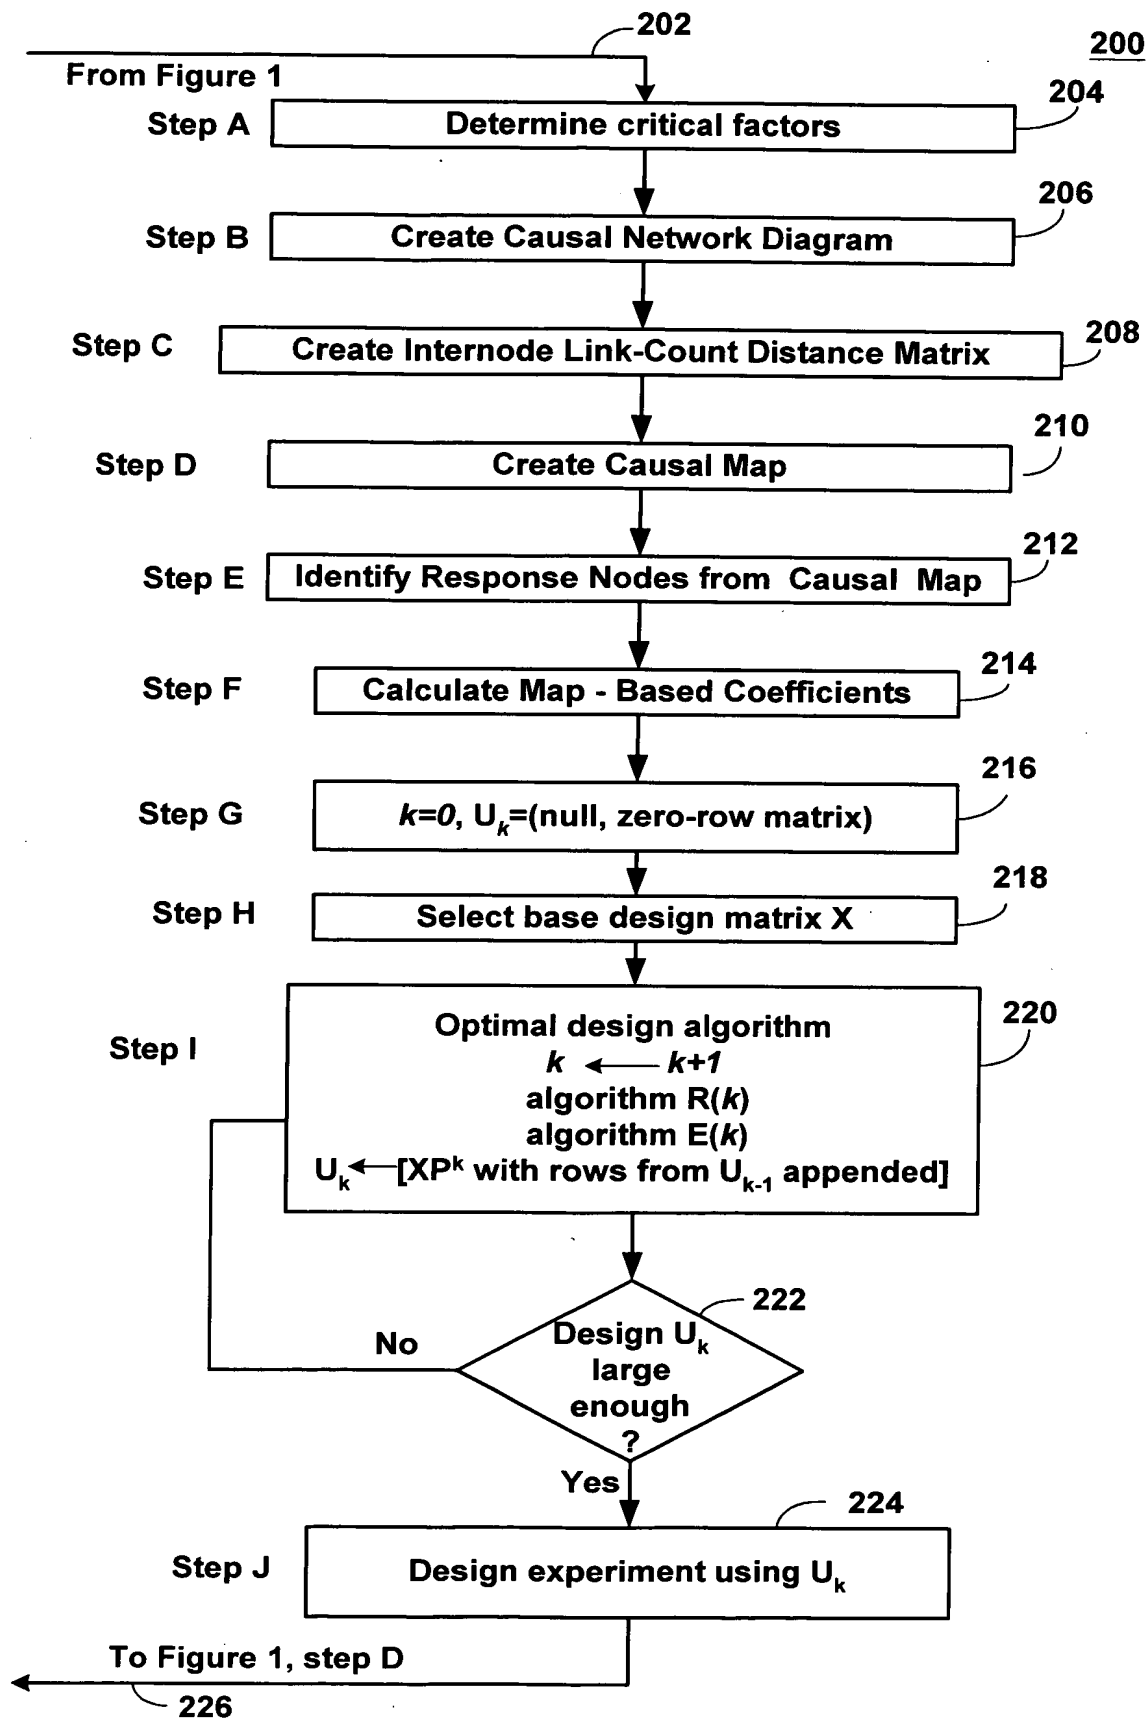 202
200
From Figure 1
204
Step A
Determine critical factors
206
Step B
Create Causal Network Diagram
208
Step C
Create Internode Link-Count Distance Matrix
210
Step D
Create Causal Map
212
Step E
Identify Response Nodes from Causal Map
214
Step F
Calculate Map - Based Coefficients
216
Step G
k=0, Uk=(null, zero-row matrix)
218
Step H
Select base design matrix X
220
Step I
Optimal design algorithm
k ← k+1
algorithm R(k)
algorithm E(k)
Uk ← [XP^k with rows from Uk-1 appended]
222
No
Design Uk
large
enough
?
Yes
224
Step J
Design experiment using Uk
To Figure 1, step D
226